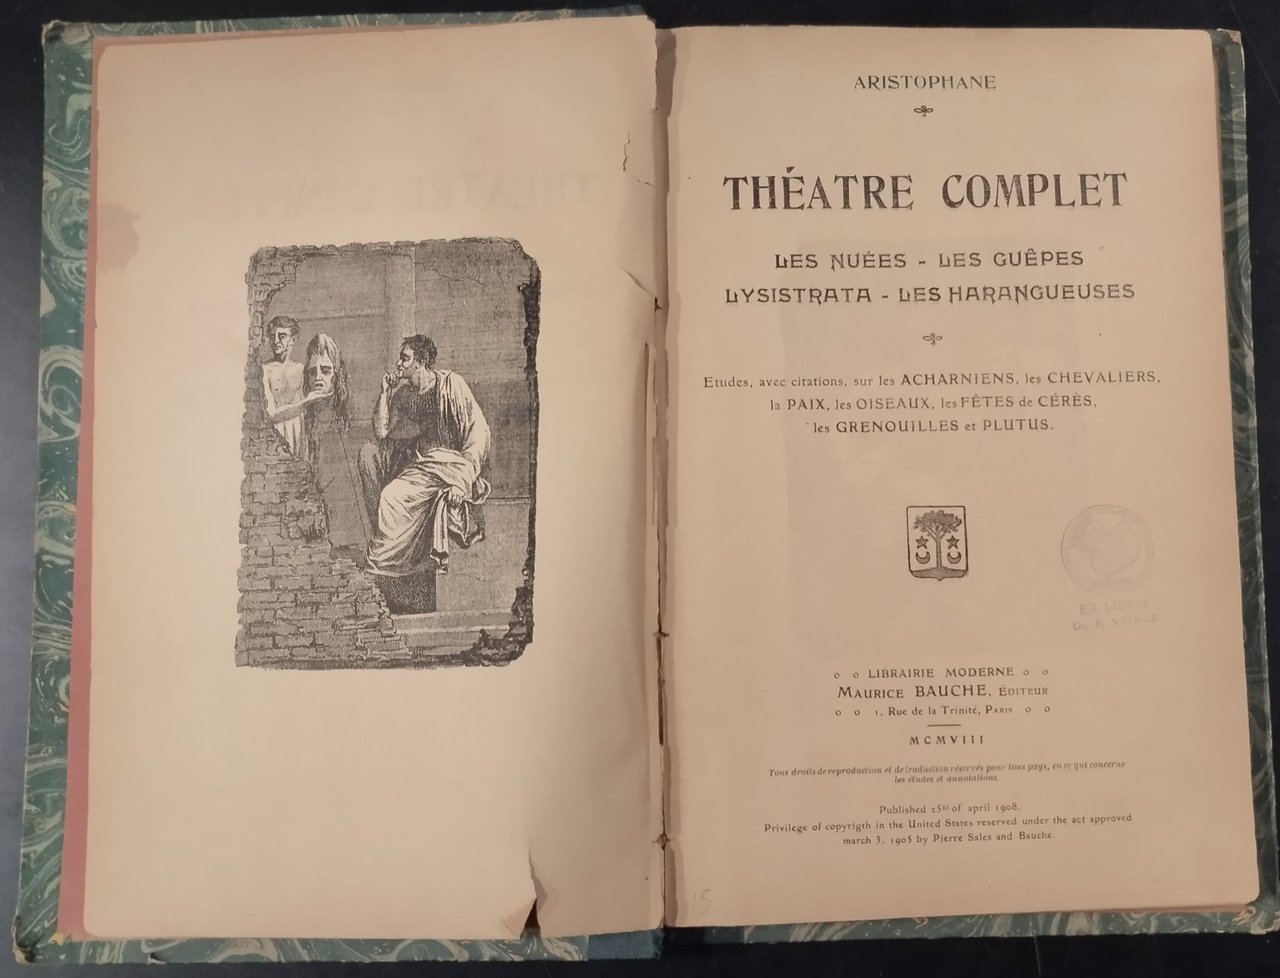 ARISTOPHANE
THÉATRE COMPLET
LES NUÉES - LES GUÊPES
LYSISTRATA - LES HARANGUEUSES
Etudes, avec citations, sur les ACHARNIENS, les CHEVALIERS,
la PAIX, les OISEAUX, les FÊTES de CÉRÈS,
les GRENOUILLES et PLUTUS.
EX LIBRIS
Dr. A. VITALE
LIBRAIRIE MODERNE
MAURICE BAUCHE, ÉDITEUR
1, Rue de la Trinité, PARIS
MCMVIII
Tous droits de reproduction et de traduction réservés pour tous pays, en ce qui concerne
les études et annotations.
Published 25th of april 1908.
Privilege of copyrigth in the United States reserved under the act approved
march 3, 1905 by Pierre Sales and Bauche.
15